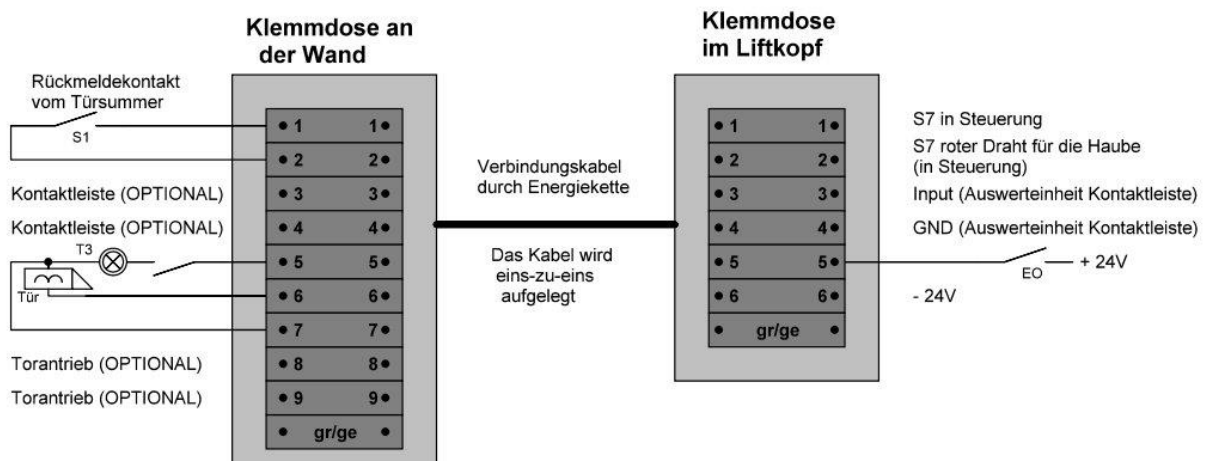 Klemmdose an
der Wand
Rückmeldekontakt
vom Türsummer
S1
Kontaktleiste (OPTIONAL)
Kontaktleiste (OPTIONAL)
T3
Tür
Torantrieb (OPTIONAL)
Torantrieb (OPTIONAL)
1 1
2 2
3 3
4 4
5 5
6 6
7 7
8 8
9 9
gr/ge
Verbindungskabel
durch Energiekette
Das Kabel wird
eins-zu-eins
aufgelegt
Klemmdose
im Liftkopf
1 1
2 2
3 3
4 4
5 5
6 6
gr/ge
S7 in Steuerung
S7 roter Draht für die Haube
(in Steuerung)
Input (Auswerteinheit Kontaktleiste)
GND (Auswerteinheit Kontaktleiste)
EO
+ 24V
- 24V